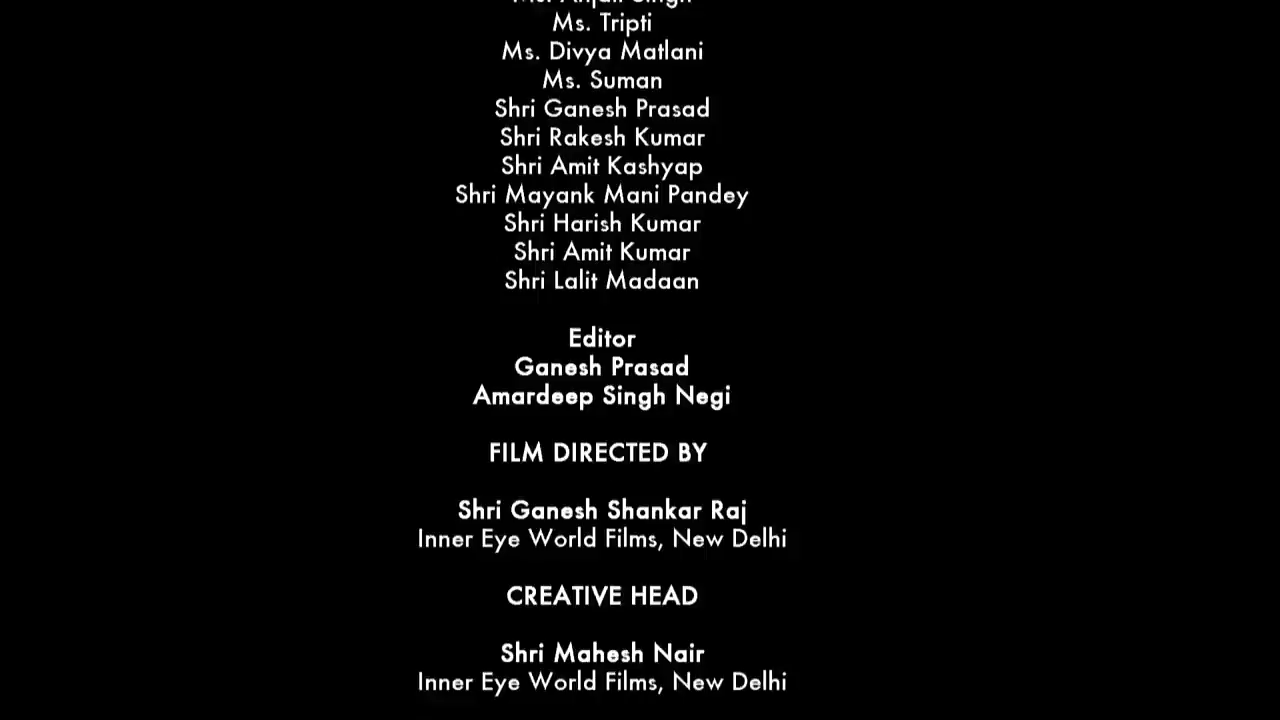 Ms. Anjali Singh
Ms. Tripti
Ms. Divya Matlani
Ms. Suman
Shri Ganesh Prasad
Shri Rakesh Kumar
Shri Amit Kashyap
Shri Mayank Mani Pandey
Shri Harish Kumar
Shri Amit Kumar
Shri Lalit Madaan
Editor
Ganesh Prasad
Amardeep Singh Negi
FILM DIRECTED BY
Shri Ganesh Shankar Raj
Inner Eye World Films, New Delhi
CREATIVE HEAD
Shri Mahesh Nair
Inner Eye World Films, New Delhi